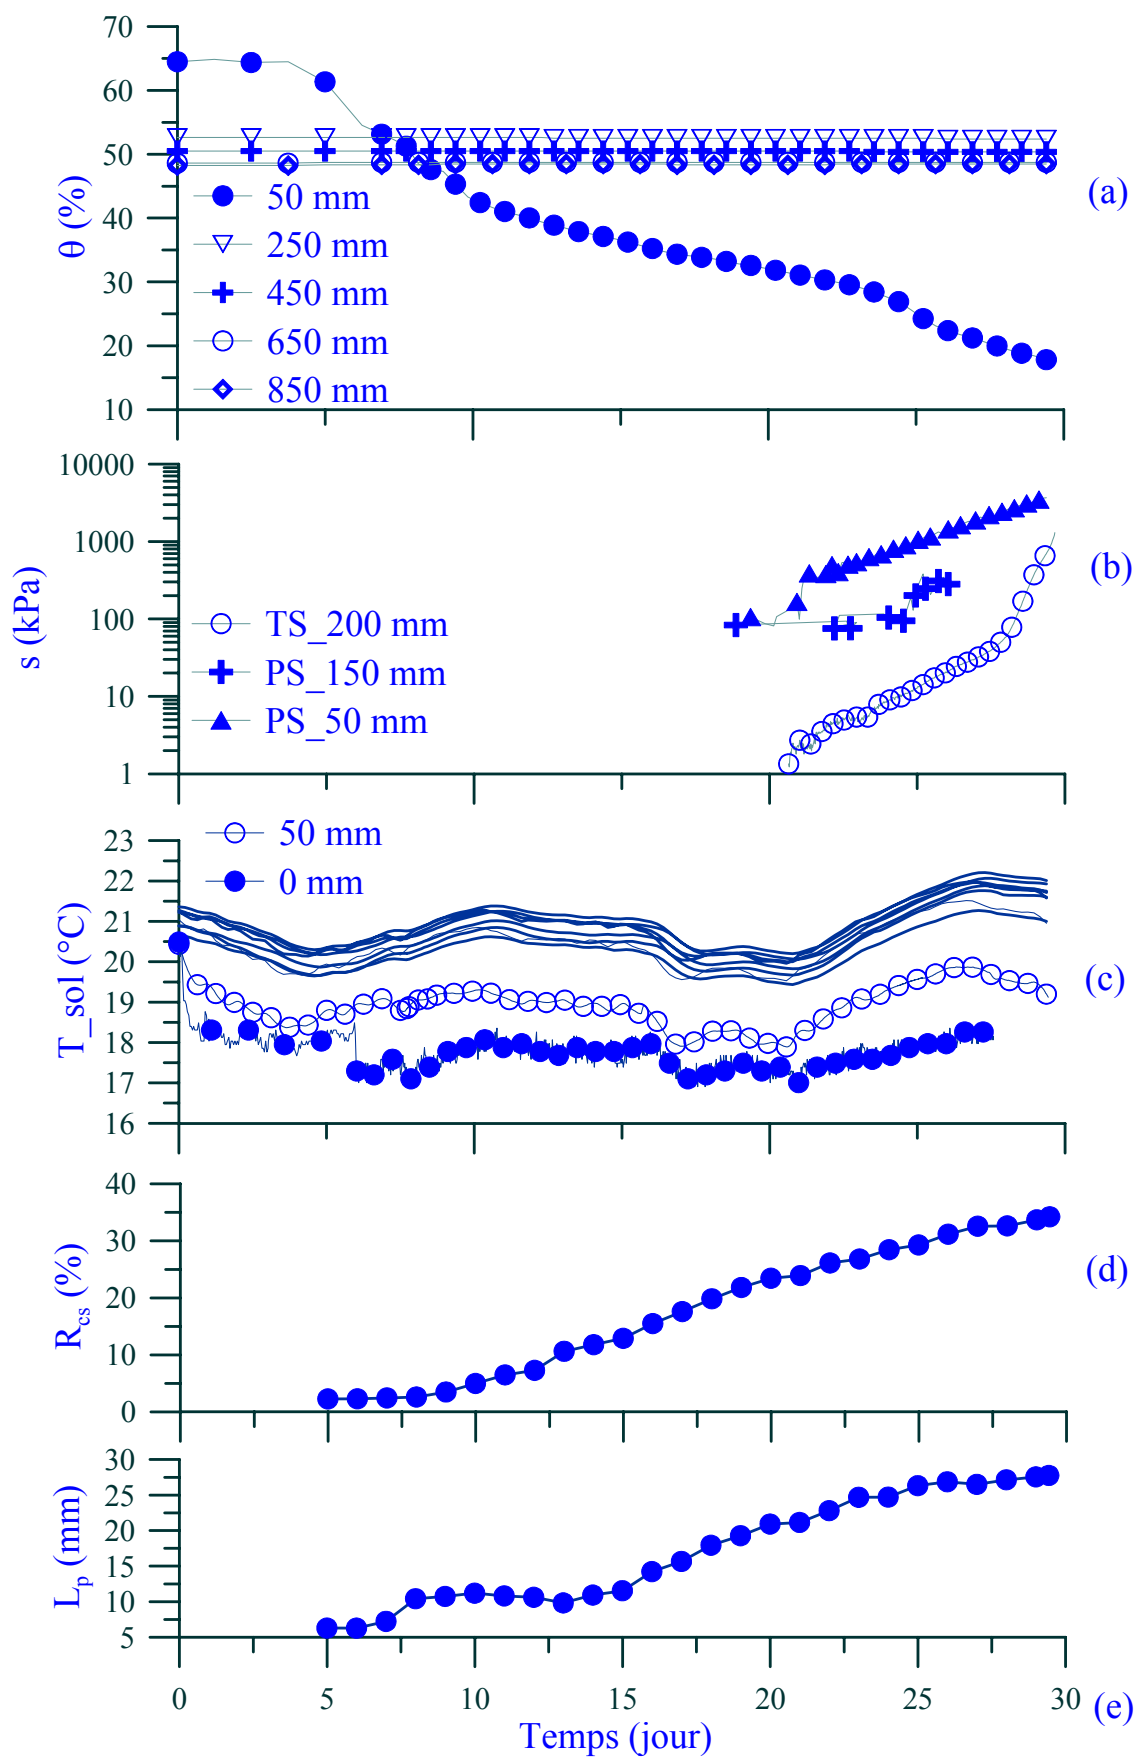 70
60
50
40
30
20
10
θ (%)
50 mm
250 mm
450 mm
650 mm
850 mm
(a)
10000
1000
100
10
1
s (kPa)
TS_200 mm
PS_150 mm
PS_50 mm
(b)
50 mm
0 mm
23
22
21
20
19
18
17
16
T_sol (°C)
(c)
40
30
20
10
0
R_cs (%)
(d)
30
25
20
15
10
5
L_p (mm)
0 5 10 15 20 25 30
(e)
Temps (jour)